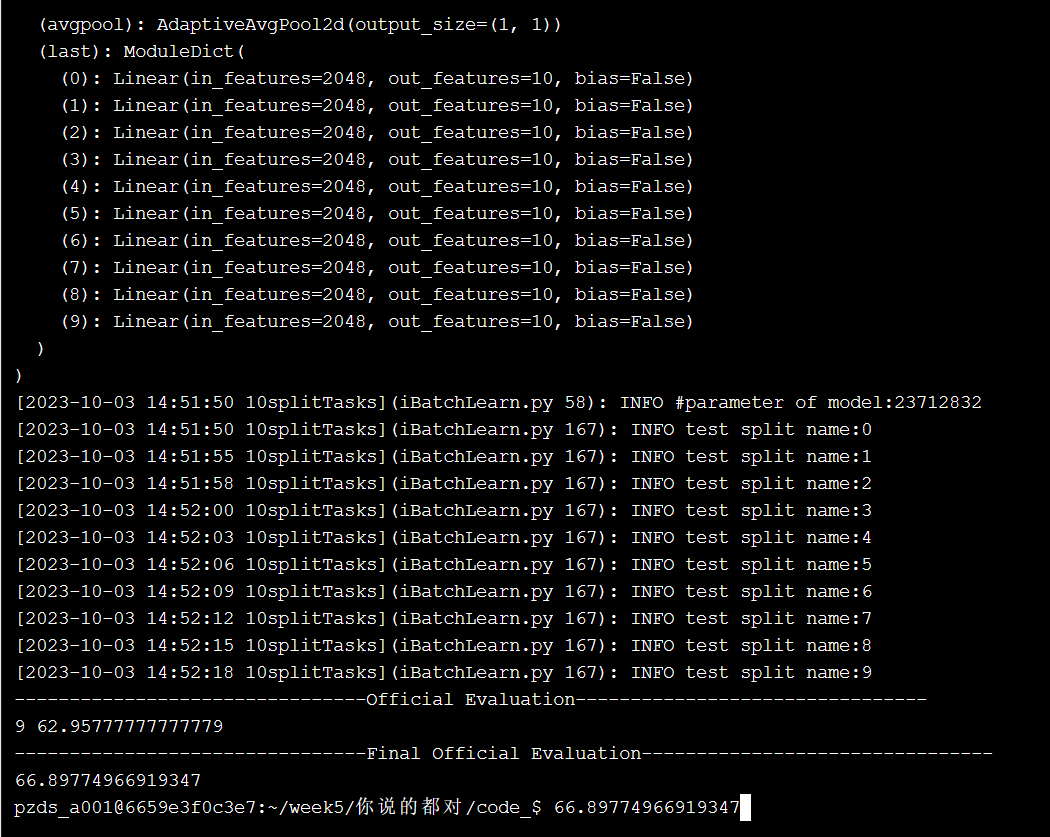 (avgpool): AdaptiveAvgPool2d(output_size=(1, 1))
(last): ModuleDict(
(0): Linear(in_features=2048, out_features=10, bias=False)
(1): Linear(in_features=2048, out_features=10, bias=False)
(2): Linear(in_features=2048, out_features=10, bias=False)
(3): Linear(in_features=2048, out_features=10, bias=False)
(4): Linear(in_features=2048, out_features=10, bias=False)
(5): Linear(in_features=2048, out_features=10, bias=False)
(6): Linear(in_features=2048, out_features=10, bias=False)
(7): Linear(in_features=2048, out_features=10, bias=False)
(8): Linear(in_features=2048, out_features=10, bias=False)
(9): Linear(in_features=2048, out_features=10, bias=False)
)
)
[2023-10-03 14:51:50 10splitTasks](iBatchLearn.py 58): INFO #parameter of model:23712832
[2023-10-03 14:51:50 10splitTasks](iBatchLearn.py 167): INFO test split name:0
[2023-10-03 14:51:55 10splitTasks](iBatchLearn.py 167): INFO test split name:1
[2023-10-03 14:51:58 10splitTasks](iBatchLearn.py 167): INFO test split name:2
[2023-10-03 14:52:00 10splitTasks](iBatchLearn.py 167): INFO test split name:3
[2023-10-03 14:52:03 10splitTasks](iBatchLearn.py 167): INFO test split name:4
[2023-10-03 14:52:06 10splitTasks](iBatchLearn.py 167): INFO test split name:5
[2023-10-03 14:52:09 10splitTasks](iBatchLearn.py 167): INFO test split name:6
[2023-10-03 14:52:12 10splitTasks](iBatchLearn.py 167): INFO test split name:7
[2023-10-03 14:52:15 10splitTasks](iBatchLearn.py 167): INFO test split name:8
[2023-10-03 14:52:18 10splitTasks](iBatchLearn.py 167): INFO test split name:9
--------------------------------Official Evaluation--------------------------------
9 62.95777777777779
--------------------------------Final Official Evaluation--------------------------------
66.89774966919347
pzds_a001@6659e3f0c3e7:~/week5/你说的都对/code_$ 66.89774966919347